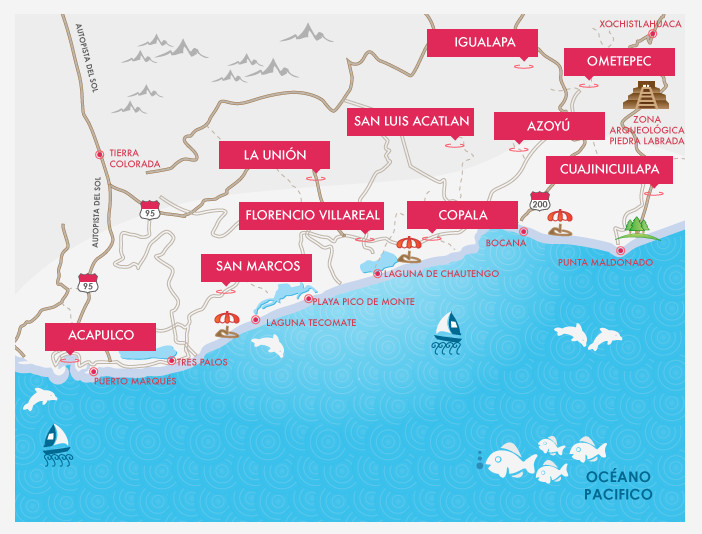 XOCHISTLAHUACA
AUTOPISTA DEL SOL
IGUALAPA
OMETEPEC
SAN LUIS ACATLAN
AZOYÚ
ZONA
ARQUEOLÓGICA
PIEDRA LABRADA
LA UNIÓN
TIERRA
COLORADA
CUAJINICUILAPA
AUTOPISTA DEL SOL
95
FLORENCIO VILLAREAL
COPALA
200
BOCANA
PUNTA MALDONADO
SAN MARCOS
LAGUNA DE CHAUTENGO
95
PLAYA PICO DE MONTE
LAGUNA TECOMATE
ACAPULCO
TRES PALOS
PUERTO MARQUÉS
OCÉANO
PACIFICO